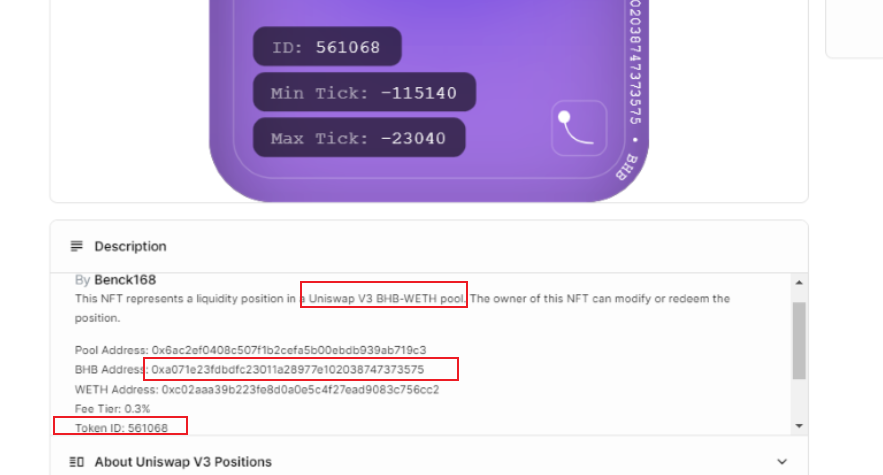 ID: 561068
Min Tick: -115140
Max Tick: -23040
02038747373575 • BHB
Description
By Benck168
This NFT represents a liquidity position in a Uniswap V3 BHB-WETH pool. The owner of this NFT can modify or redeem the
position.
Pool Address: 0x6ac2ef0408c507f1b2cefa5b00ebdb939ab719c3
BHB Address: 0xa071e23fdbdfc23011a28977e102038747373575
WETH Address: 0xc02aaa39b223fe8d0a0e5c4f27ead9083c756cc2
Fee Tier: 0.3%
Token ID: 561068
About Uniswap V3 Positions